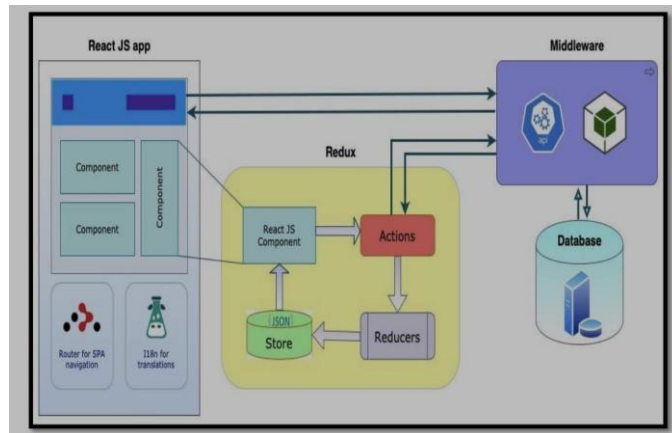 React JS app
Middleware
api
Redux
Component
Component
Component
React JS
Component
Actions
Database
JSON
Store
Reducers
Router for SPA
navigation
I18n for
translations